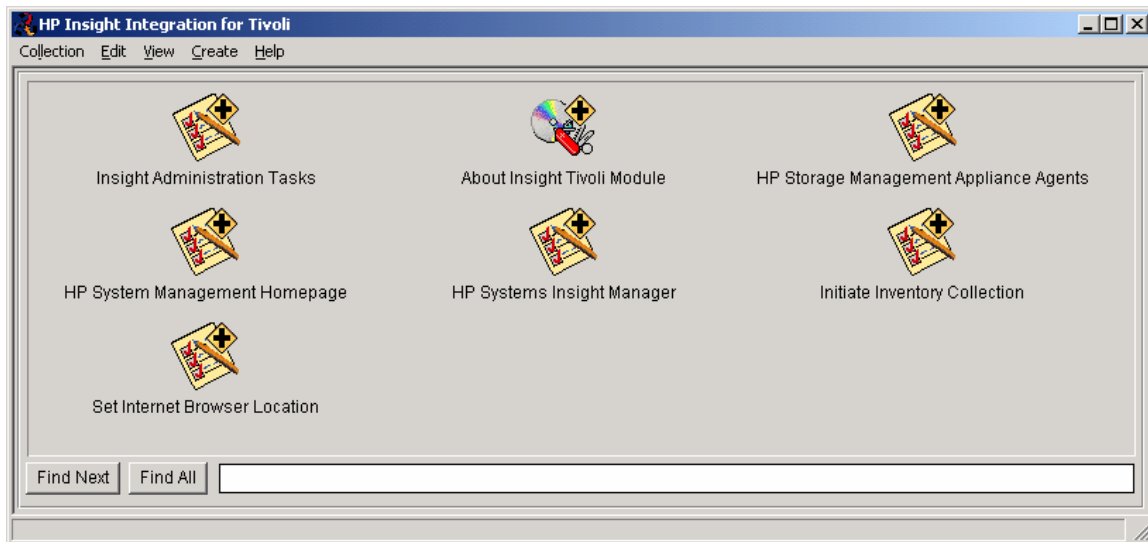 HP Insight Integration for Tivoli
Collection Edit View Create Help
Insight Administration Tasks About Insight Tivoli Module HP Storage Management Appliance Agents
HP System Management Homepage HP Systems Insight Manager Initiate Inventory Collection
Set Internet Browser Location
Find Next Find All